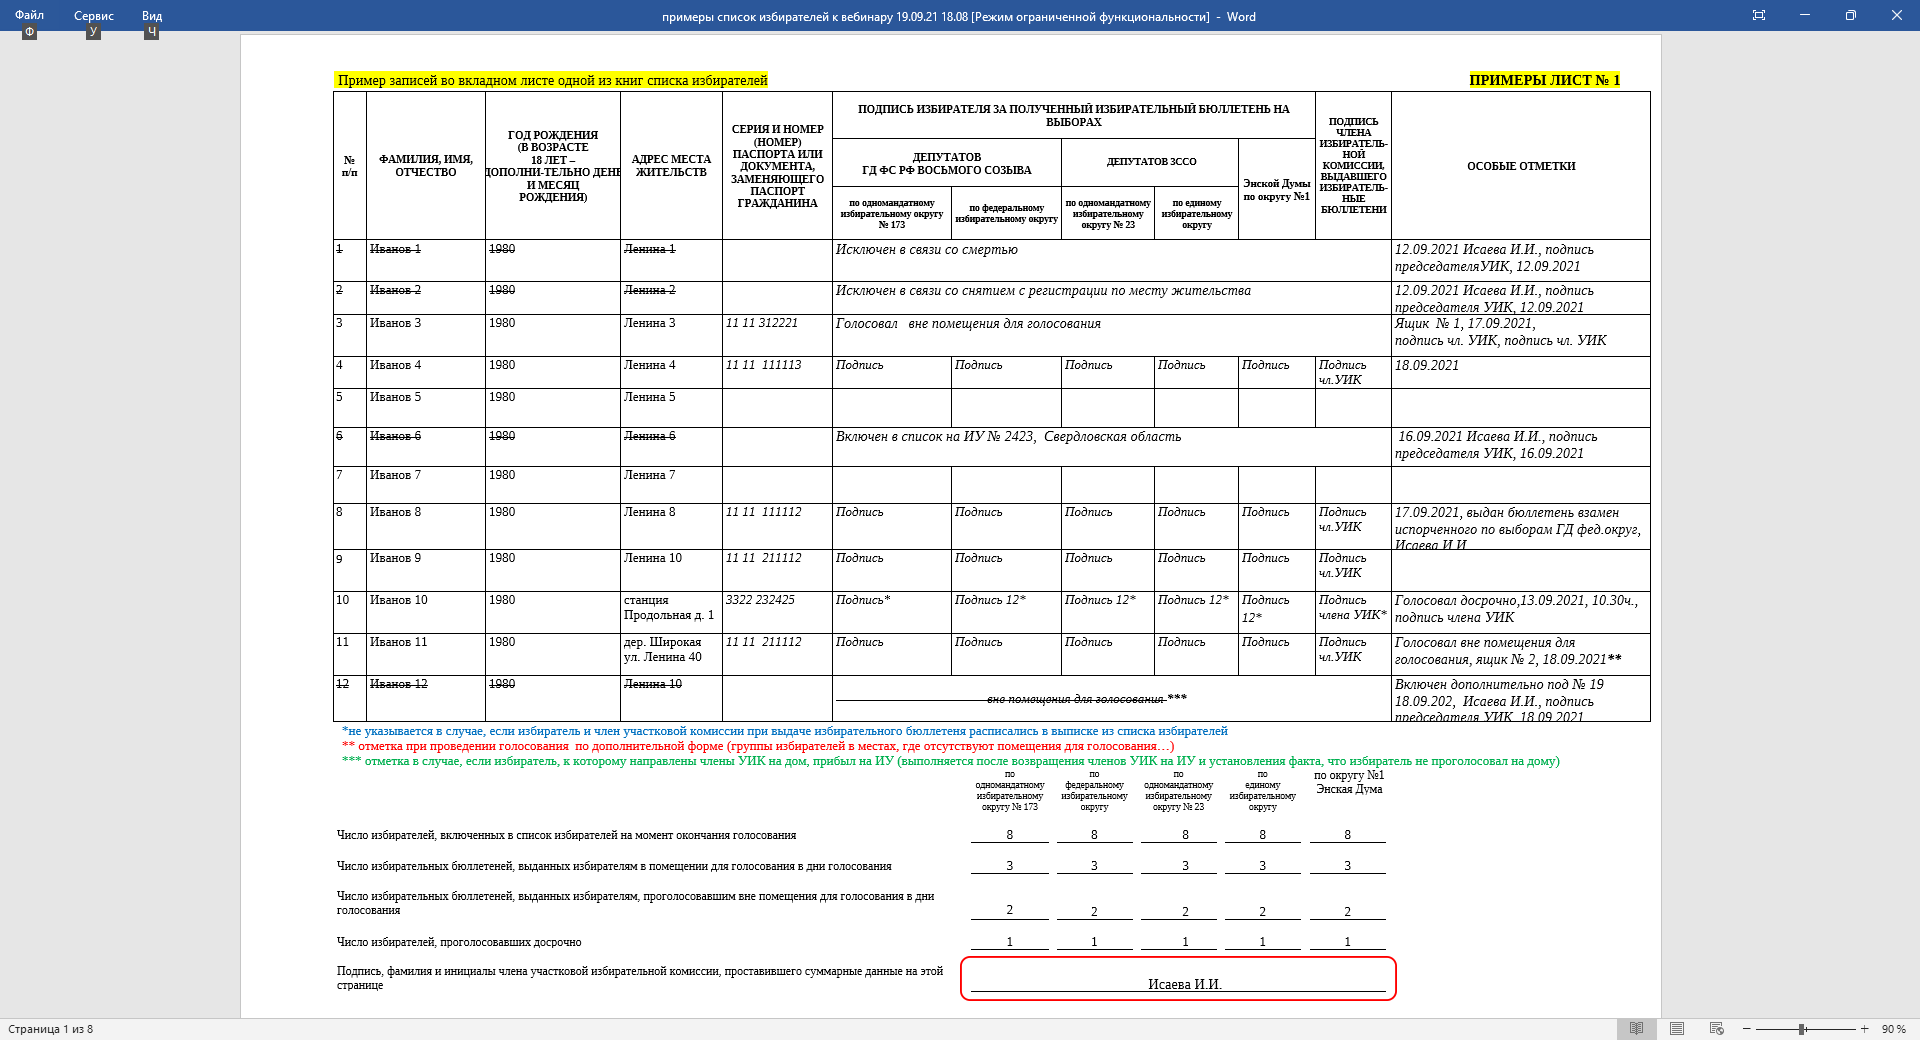 Файл Сервис Вид
Ф У Ч
примеры список избирателей к вебинару 19.09.21 18.08 [Режим ограниченной функциональности] - Word
Пример записей во вкладном листе одной из книг списка избирателей
ПРИМЕРЫ ЛИСТ № 1
№
п/п
ФАМИЛИЯ, ИМЯ,
ОТЧЕСТВО
ГОД РОЖДЕНИЯ
(В ВОЗРАСТЕ
18 ЛЕТ –
ДОПОЛНИ-ТЕЛЬНО ДЕНЬ
И МЕСЯЦ
РОЖДЕНИЯ)
АДРЕС МЕСТА
ЖИТЕЛЬСТВ
СЕРИЯ И НОМЕР
(НОМЕР)
ПАСПОРТА ИЛИ
ДОКУМЕНТА,
ЗАМЕНЯЮЩЕГО
ПАСПОРТ
ГРАЖДАНИНА
ПОДПИСЬ ИЗБИРАТЕЛЯ ЗА ПОЛУЧЕННЫЙ ИЗБИРАТЕЛЬНЫЙ БЮЛЛЕТЕНЬ НА
ВЫБОРАХ
ДЕПУТАТОВ
ГД ФС РФ ВОСЬМОГО СОЗЫВА
ДЕПУТАТОВ ЗССО
Энской Думы
по округу №1
по одномандатному
избирательному округу
№ 173
по федеральному
избирательному округу
по одномандатному
избирательному
округу № 23
по единому
избирательному
округу
ПОДПИСЬ
ЧЛЕНА
ИЗБИРАТЕЛЬ-
НОЙ
КОМИССИИ,
ВЫДАВШЕГО
ИЗБИРАТЕЛЬ-
НЫЕ
БЮЛЛЕТЕНИ
ОСОБЫЕ ОТМЕТКИ
1 Иванов 1 1980 Ленина 1 Исключен в связи со смертью 12.09.2021 Исаева И.И., подпись
председателяУИК, 12.09.2021
2 Иванов 2 1980 Ленина 2 Исключен в связи со снятием с регистрации по месту жительства 12.09.2021 Исаева И.И., подпись
председателя УИК, 12.09.2021
3 Иванов 3 1980 Ленина 3 11 11 312221 Голосовал вне помещения для голосования Ящик № 1, 17.09.2021,
подпись чл. УИК, подпись чл. УИК
4 Иванов 4 1980 Ленина 4 11 11 111113 Подпись Подпись Подпись Подпись Подпись Подпись 18.09.2021
чл.УИК
5 Иванов 5 1980 Ленина 5
6 Иванов 6 1980 Ленина 6 Включен в список на ИУ № 2423, Свердловская область 16.09.2021 Исаева И.И., подпись
председателя УИК, 16.09.2021
7 Иванов 7 1980 Ленина 7
8 Иванов 8 1980 Ленина 8 11 11 111112 Подпись Подпись Подпись Подпись Подпись Подпись 17.09.2021, выдан бюллетень взамен
чл.УИК испорченного по выборам ГД фед.округ,
Исаева И.И
9 Иванов 9 1980 Ленина 10 11 11 211112 Подпись Подпись Подпись Подпись Подпись Подпись
чл.УИК
10 Иванов 10 1980 станция 3322 232425 Подпись* Подпись 12* Подпись 12* Подпись 12* Подпись Подпись Голосовал досрочно,13.09.2021, 10.30ч.,
Продольная д. 1 12* члена УИК* подпись члена УИК
11 Иванов 11 1980 дер. Широкая 11 11 211112 Подпись Подпись Подпись Подпись Подпись Подпись Голосовал вне помещения для
ул. Ленина 40 чл.УИК голосования, ящик № 2, 18.09.2021**
12 Иванов 12 1980 Ленина 10 вне помещения для голосования *** Включен дополнительно под № 19
18.09.202, Исаева И.И., подпись
председателя УИК, 18.09.2021
*не указывается в случае, если избиратель и член участковой комиссии при выдаче избирательного бюллетеня расписались в выписке из списка избирателей
** отметка при проведении голосования по дополнительной форме (группы избирателей в местах, где отсутствуют помещения для голосования…)
*** отметка в случае, если избиратель, к которому направлены члены УИК на дом, прибыл на ИУ (выполняется после возвращения членов УИК на ИУ и установления факта, что избиратель не проголосовал на дому)
по
одномандатному
избирательному
округу № 173
по
федеральному
избирательному
округу
по
одномандатному
избирательному
округу № 23
по
единому
избирательному
округу
по округу №1
Энская Дума
Число избирателей, включенных в список избирателей на момент окончания голосования 8 8 8 8 8
Число избирательных бюллетеней, выданных избирателям в помещении для голосования в дни голосования 3 3 3 3 3
Число избирательных бюллетеней, выданных избирателям, проголосовавшим вне помещения для голосования в дни
голосования 2 2 2 2 2
Число избирателей, проголосовавших досрочно 1 1 1 1 1
Подпись, фамилия и инициалы члена участковой избирательной комиссии, проставившего суммарные данные на этой
странице Исаева И.И.
Страница 1 из 8
90 %